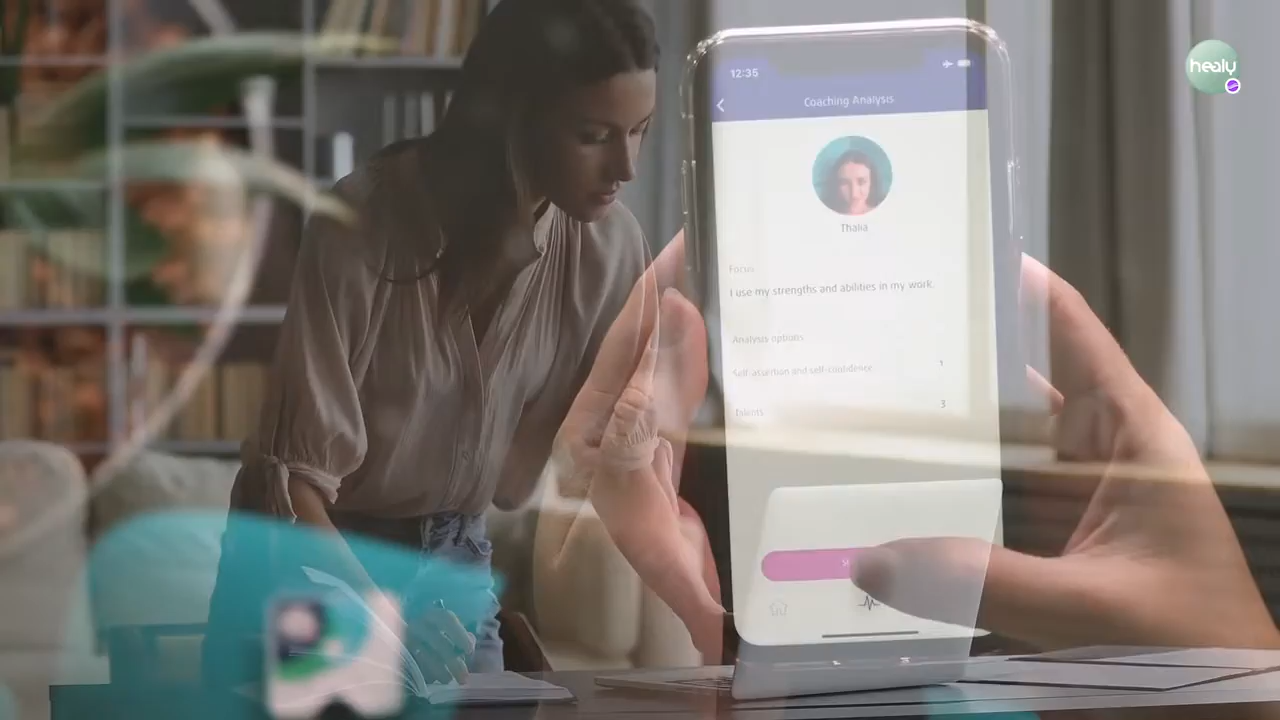 healy
12:35
Coaching Analysis
Thalia
Focus
I use my strengths and abilities in my work.
Analysis options
Self-assertion and self-confidence 1
Talents 3